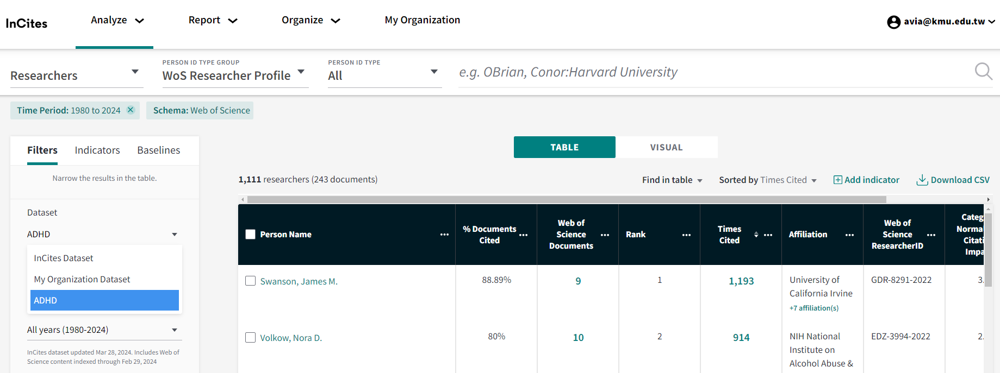 InCites
Analyze
Report
Organize
My Organization
avia@kmu.edu.tw
Researchers
PERSON ID TYPE GROUP
WoS Researcher Profile
PERSON ID TYPE
All
e.g. OBrian, Conor:Harvard University
Time Period: 1980 to 2024
Schema: Web of Science
Filters
Indicators
Baselines
Narrow the results in the table.
Dataset
ADHD
InCites Dataset
My Organization Dataset
ADHD
All years (1980-2024)
InCites dataset updated Mar 28, 2024. Includes Web of
Science content indexed through Feb 29, 2024
TABLE
VISUAL
1,111 researchers (243 documents)
Find in table
Sorted by Times Cited
Add indicator
Download CSV
Person Name
% Documents
Cited
Web of
Science
Documents
Rank
Times
Cited
Affiliation
Web of
Science
ResearcherID
Categ
Norma
Citati
Impa
Swanson, James M.
88.89%
9
1
1,193
University of
California Irvine
+7 affiliation(s)
GDR-8291-2022
3.
Volkow, Nora D.
80%
10
2
914
NIH National
Institute on
Alcohol Abuse &
EDZ-3994-2022
2.